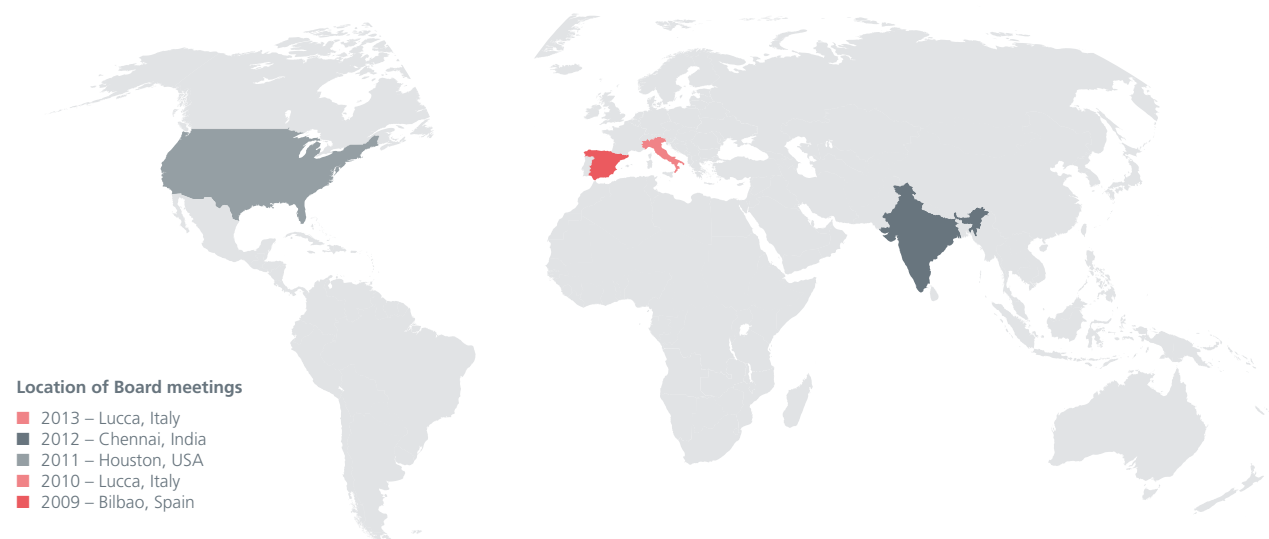 Location of Board meetings
2013 – Lucca, Italy
2012 – Chennai, India
2011 – Houston, USA
2010 – Lucca, Italy
2009 – Bilbao, Spain